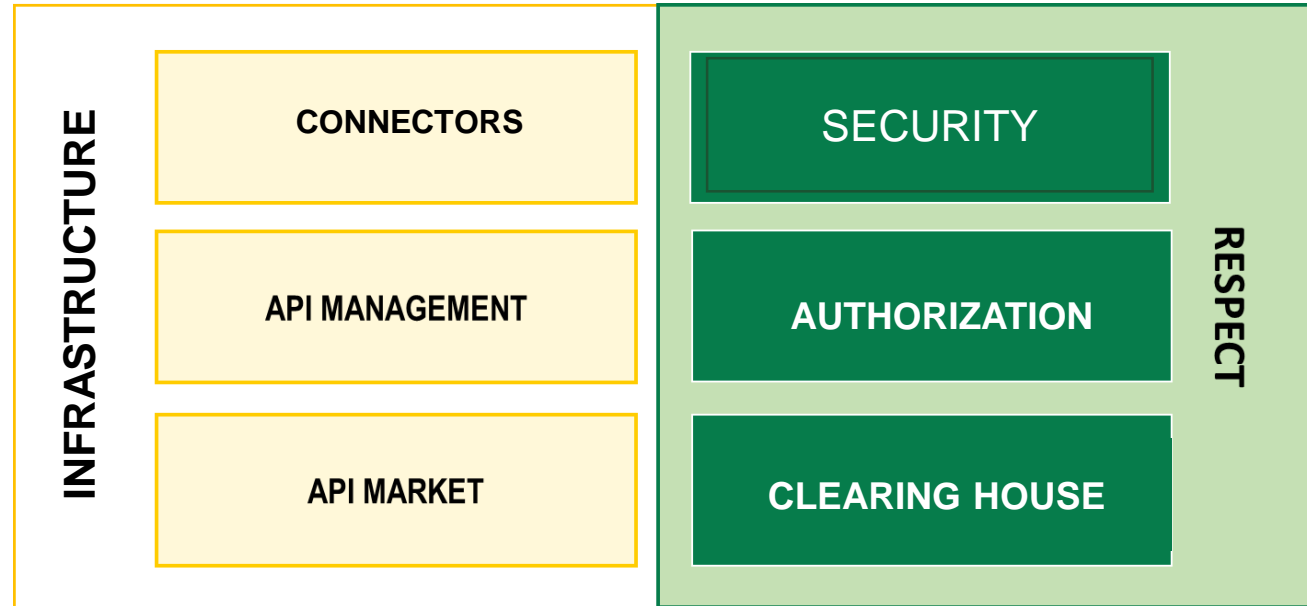 INFRASTRUCTURE
CONNECTORS
API MANAGEMENT
API MARKET
SECURITY
AUTHORIZATION
CLEARING HOUSE
RESPECT